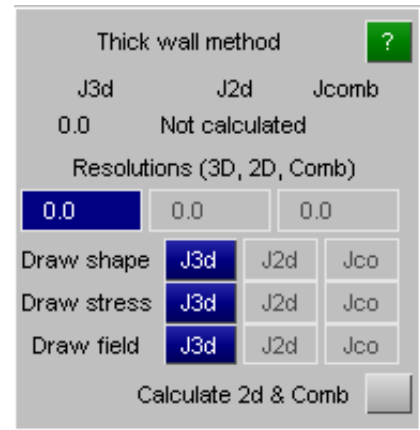 Thick wall method ?
J3d J2d Jcomb
0.0 Not calculated
Resolutions (3D, 2D, Comb)
0.0 0.0 0.0
Draw shape J3d J2d Jco
Draw stress J3d J2d Jco
Draw field J3d J2d Jco
Calculate 2d & Comb